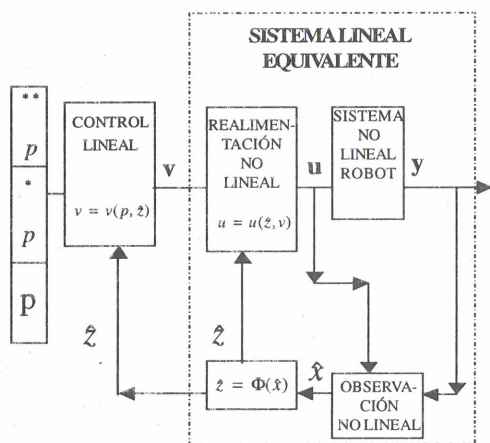 SISTEMA LINEAL
EQUIVALENTE
**
p
*
p
p
CONTROL
LINEAL
v = v(p, ẑ)
v
REALIMEN-
TACIÓN
NO
LINEAL
u = u(ẑ, v)
u
SISTEMA
NO
LINEAL
ROBOT
y
ẑ
ẑ
ẑ = Φ(x̂)
x̂
OBSERVA-
CIÓN
NO LINEAL